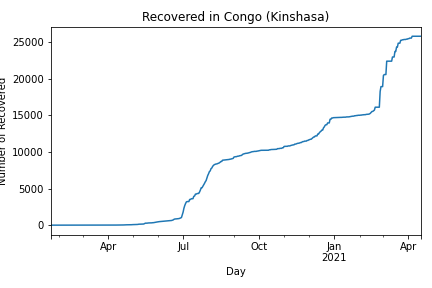 Recovered in Congo (Kinshasa)
Number of Recovered
25000
20000
15000
10000
5000
0
Apr
Jul
Oct
Jan
2021
Apr
Day